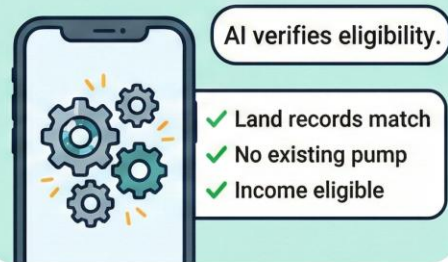 AI verifies eligibility.
Land records match
No existing pump
Income eligible